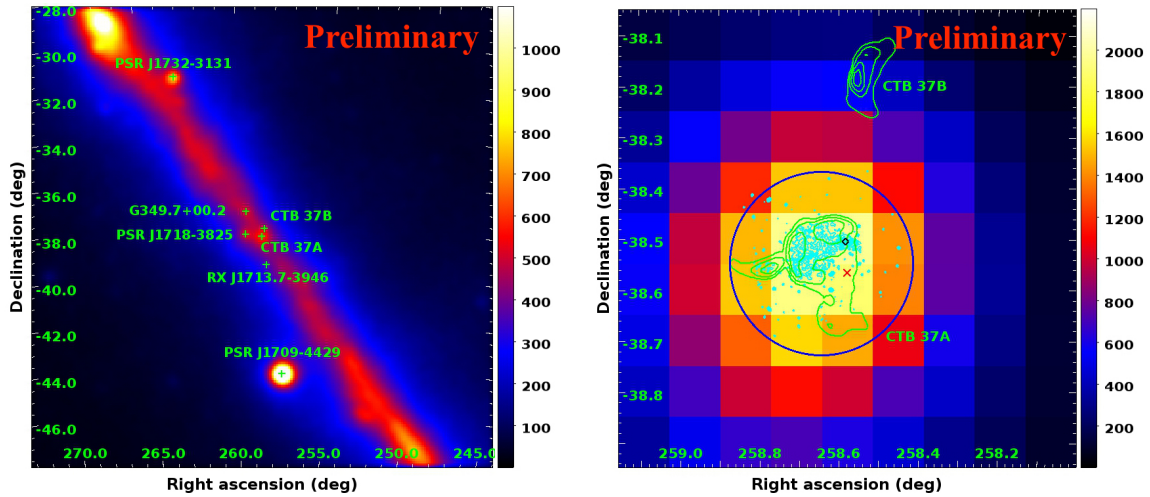 Preliminary
-28.0
-30.0
-32.0
-34.0
-36.0
-38.0
-40.0
-42.0
-44.0
-46.0
Declination (deg)
PSR J1732-3131
G349.7+00.2
CTB 37B
PSR J1718-3825
CTB 37A
RX J1713.7-3946
PSR J1709-4429
270.0 265.0 260.0 255.0 250.0 245.0
Right ascension (deg)
1000
900
800
700
600
500
400
300
200
100
Preliminary
-38.1
-38.2
-38.3
-38.4
-38.5
-38.6
-38.7
-38.8
Declination (deg)
CTB 37B
CTB 37A
259.0 258.8 258.6 258.4 258.2
Right ascension (deg)
2000
1800
1600
1400
1200
1000
800
600
400
200